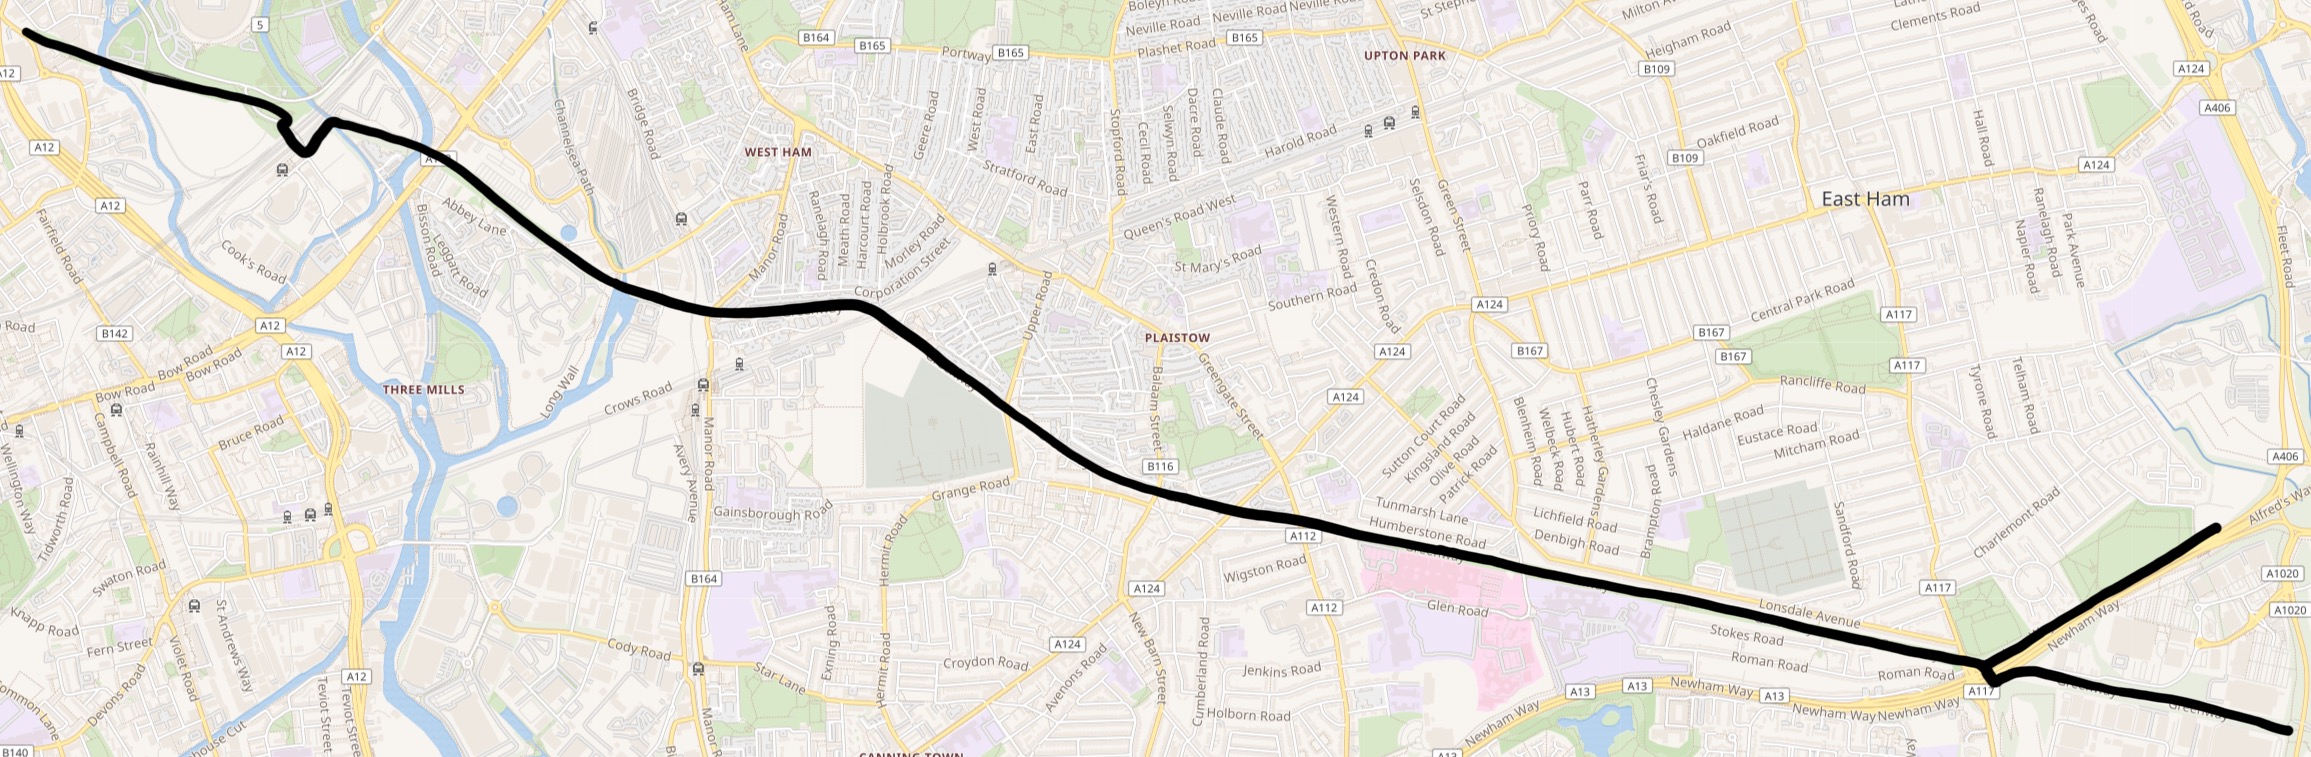 5
B164
B165
Portway
B165
Boleyn Road
Neville Road
Neville Road
Neville Road
Plashet Road
B165
UPTON PARK
Heigham Road
B109
Clements Road
A124
A406
A12
A12
Ham Lane
Bridge Road
Channelsea Path
WEST HAM
Geere Road
West Road
East Road
Stopford Road
Cecil Road
Selwyn Road
Dacre Road
Claude Road
Harold Road
Stratford Road
B109
Oakfield Road
Friar's Road
Hall Road
A124
East Ham
A12
Fairfield Road
Cook's Road
Abbey Lane
Bisson Road
Leggatt Road
Manor Road
Ranelagh Road
Meath Road
Harcourt Road
Holbrook Road
Morley Road
Corporation Street
Queen's Road West
St Mary's Road
Southern Road
Western Road
Credon Road
Selsdon Road
Green Street
Priory Road
Parr Road
Ranelagh Road
Napier Road
Park Avenue
Fleet Road
A124
Central Park Road
A117
B142
A12
A12
Bow Road
Bow Road
Bow Road
THREE MILLS
Long Wall
Crows Road
Upper Road
PLAISTOW
Greengate Street
Balaam Street
A124
A124
B167
B167
B167
A117
Rancliffe Road
Tyrone Road
Telham Road
Wellington Way
Campbell Road
Rainhill Way
Bruce Road
Tidworth Road
Manor Road
Avery Avenue
Gainsborough Road
Grange Road
B116
Sutton Court Road
Kingsland Road
Olive Road
Patrick Road
Blenheim Road
Welbeck Road
Hubert Road
Hatherley Gardens
Chesley Gardens
Brampton Road
Haldane Road
Eustace Road
Mitcham Road
Sandford Road
Charlemont Road
A406
Tunmarsh Lane
Humberstone Road
Lichfield Road
Denbigh Road
A112
Swaton Road
Knapp Road
Fern Street
St Andrews Way
Violet Road
Devons Road
B164
Hermit Road
Hermit Road
Exning Road
Cody Road
Star Lane
A124
A124
Croydon Road
Avenons Road
New Barn Street
Cumberland Road
Wigston Road
A112
Glen Road
Jenkins Road
Holborn Road
Lonsdale Avenue
Stokes Road
Roman Road
Roman Road
A117
A117
Newham Way
A1020
A1020
A12
Teviot Street
B140
A13
A13
Newham Way
A13
Newham Way
Newham Way
Newham Way